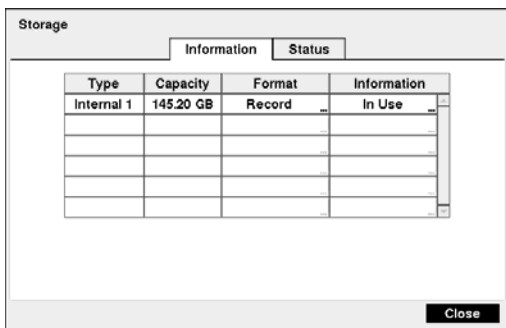 Storage
Information Status
Type Capacity Format Information
Internal 1 145.20 GB Record ... In Use ...
Close